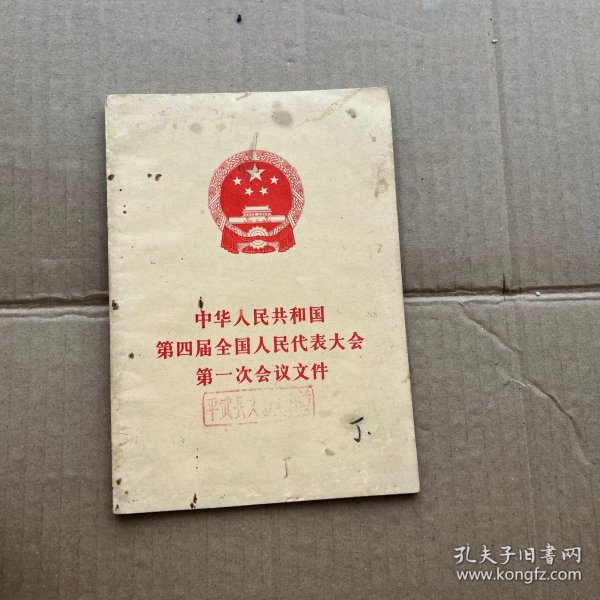 中华人民共和国
第四届全国人民代表大会
第一次会议文件
丁.
孔夫子旧书网
www.kongfz.com